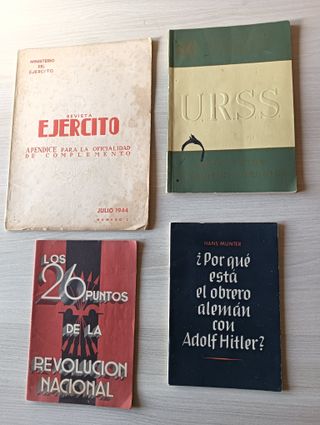 MINISTERIO
DEL
EJERCITO
REVISTA
EJERCITO
APENDICE PARA LA OFICIALIDAD
DE COMPLEMENTO
JULIO 1944
URSS
LOS
26 PUNTOS
DE LA
REVOLUCION
NACIONAL
HANS MUNTER
¿Por qué
está
el obrero
alemán
con
Adolf Hitler?